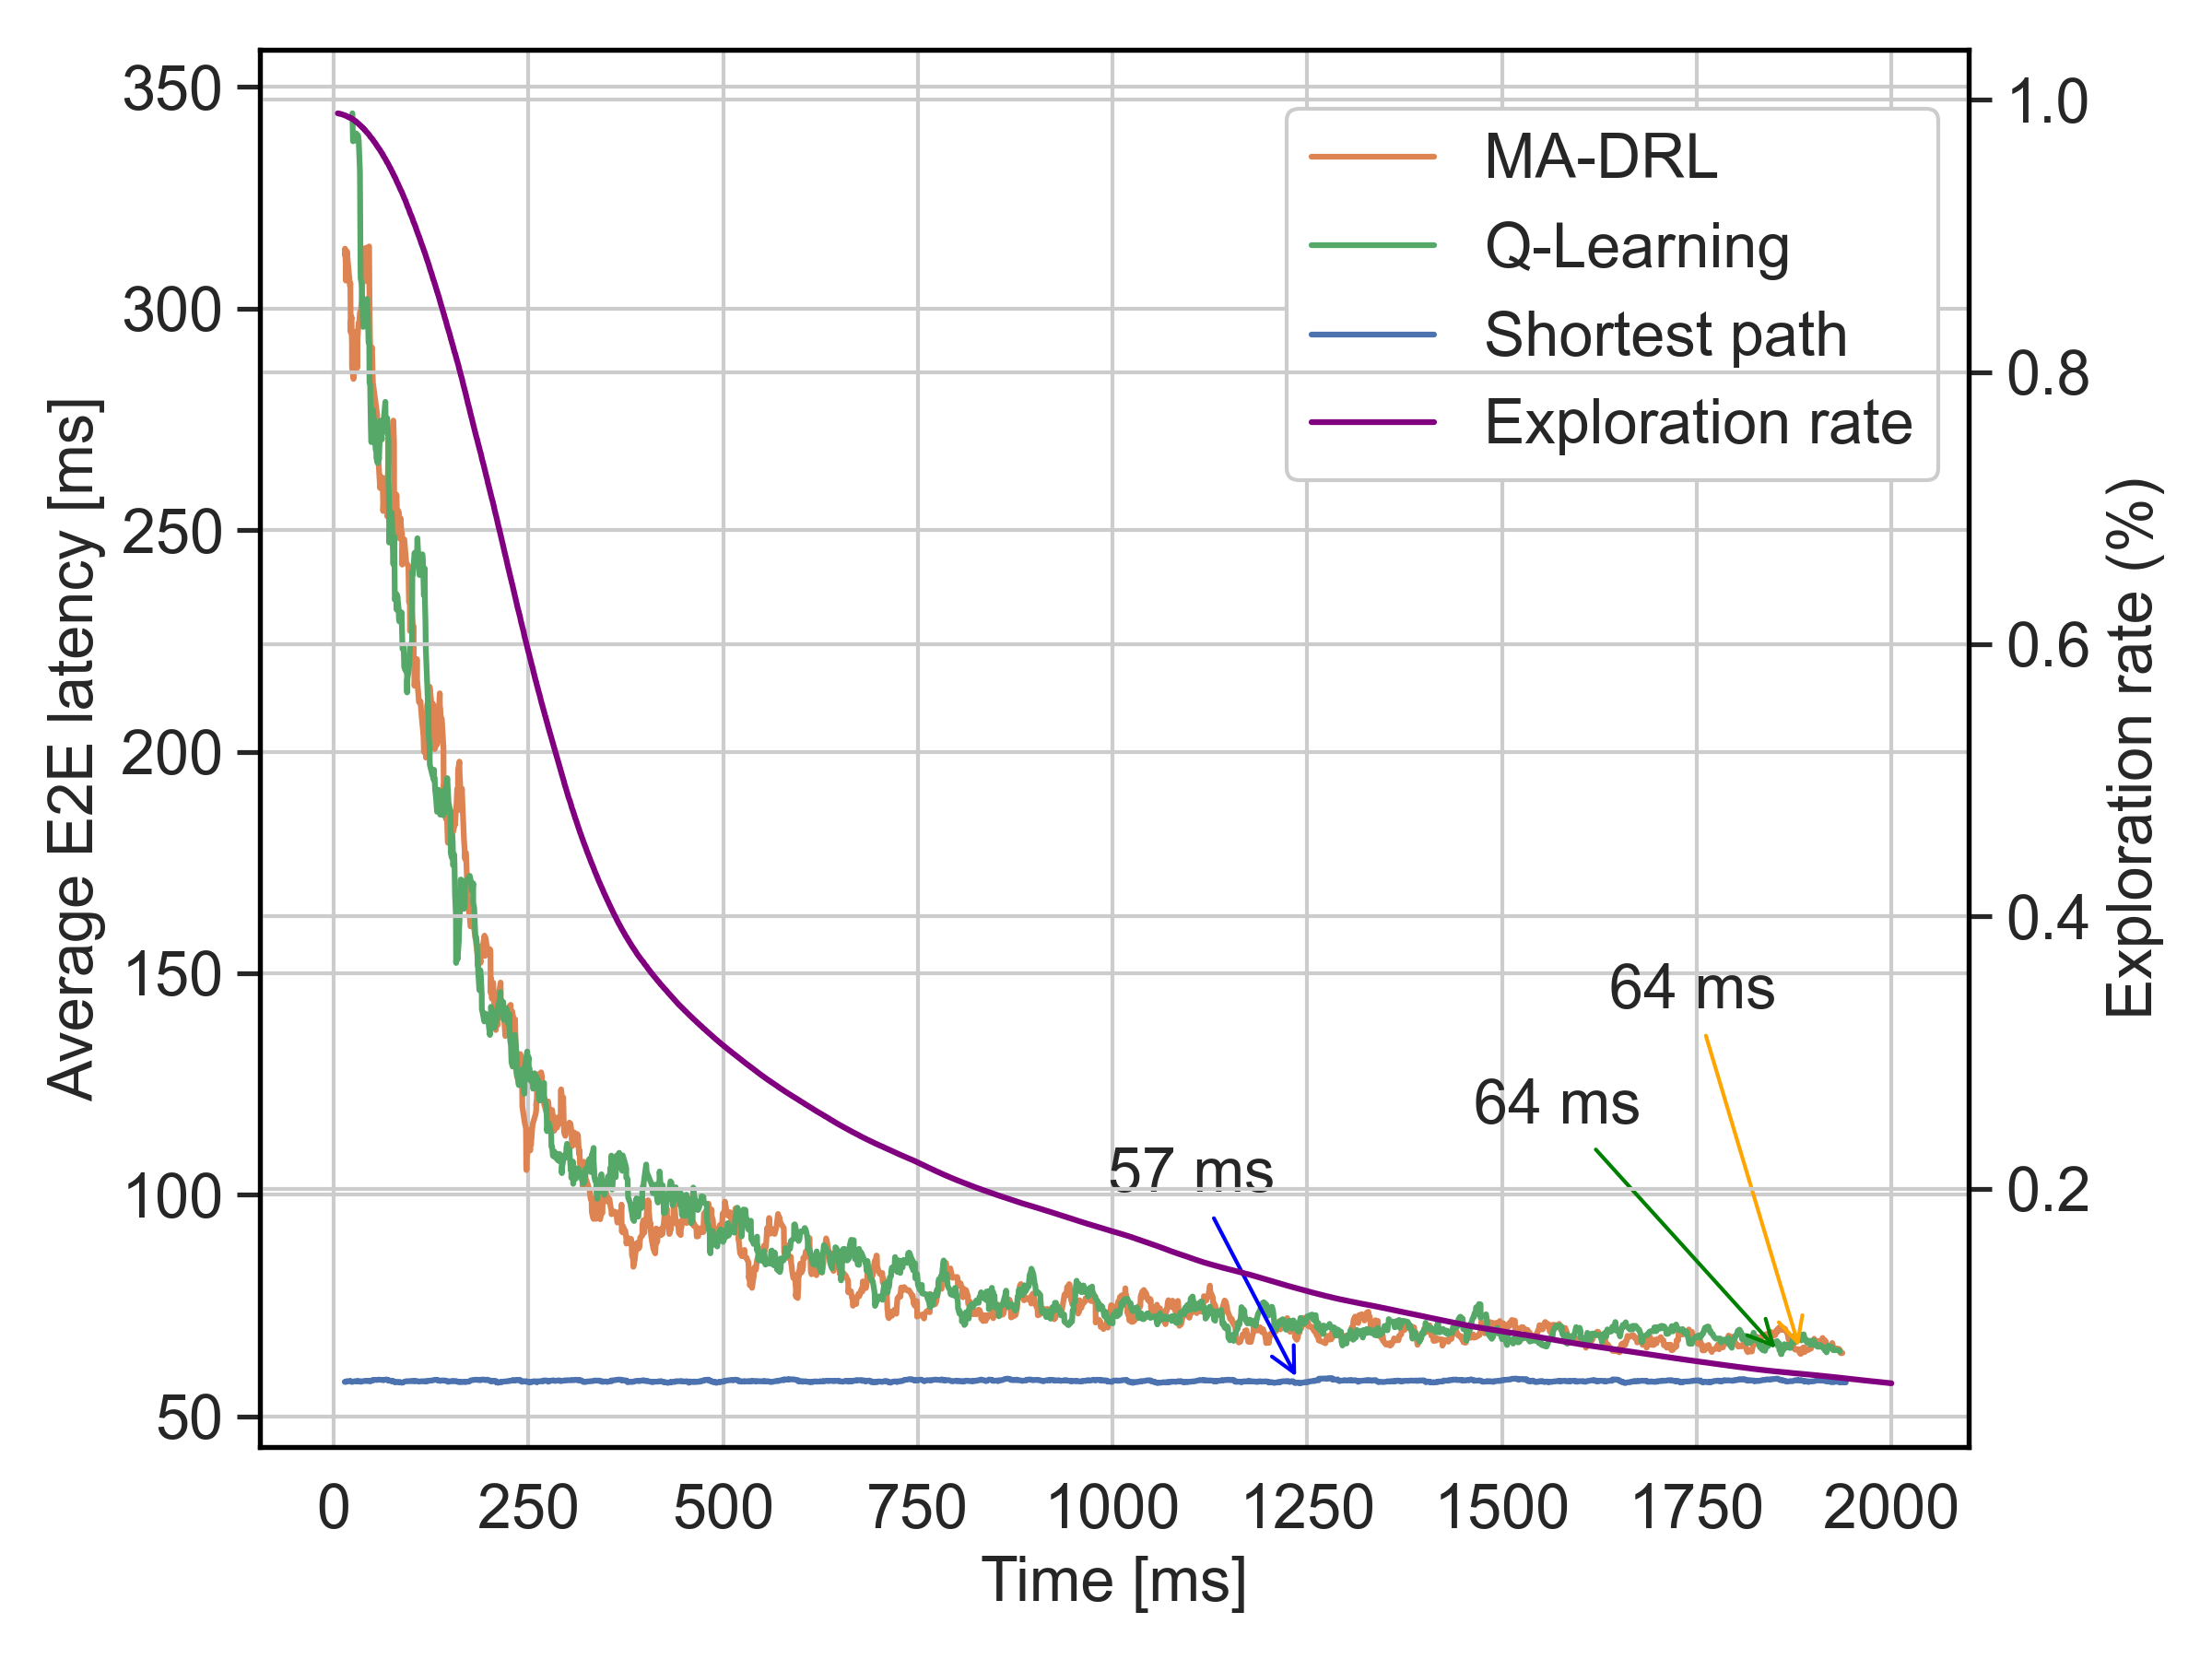 350
300
250
200
150
100
50
Average E2E latency [ms]
1.0
0.8
0.6
0.4
0.2
Exploration rate (%)
MA-DRL
Q-Learning
Shortest path
Exploration rate
64 ms
64 ms
57 ms
0 250 500 750 1000 1250 1500 1750 2000
Time [ms]